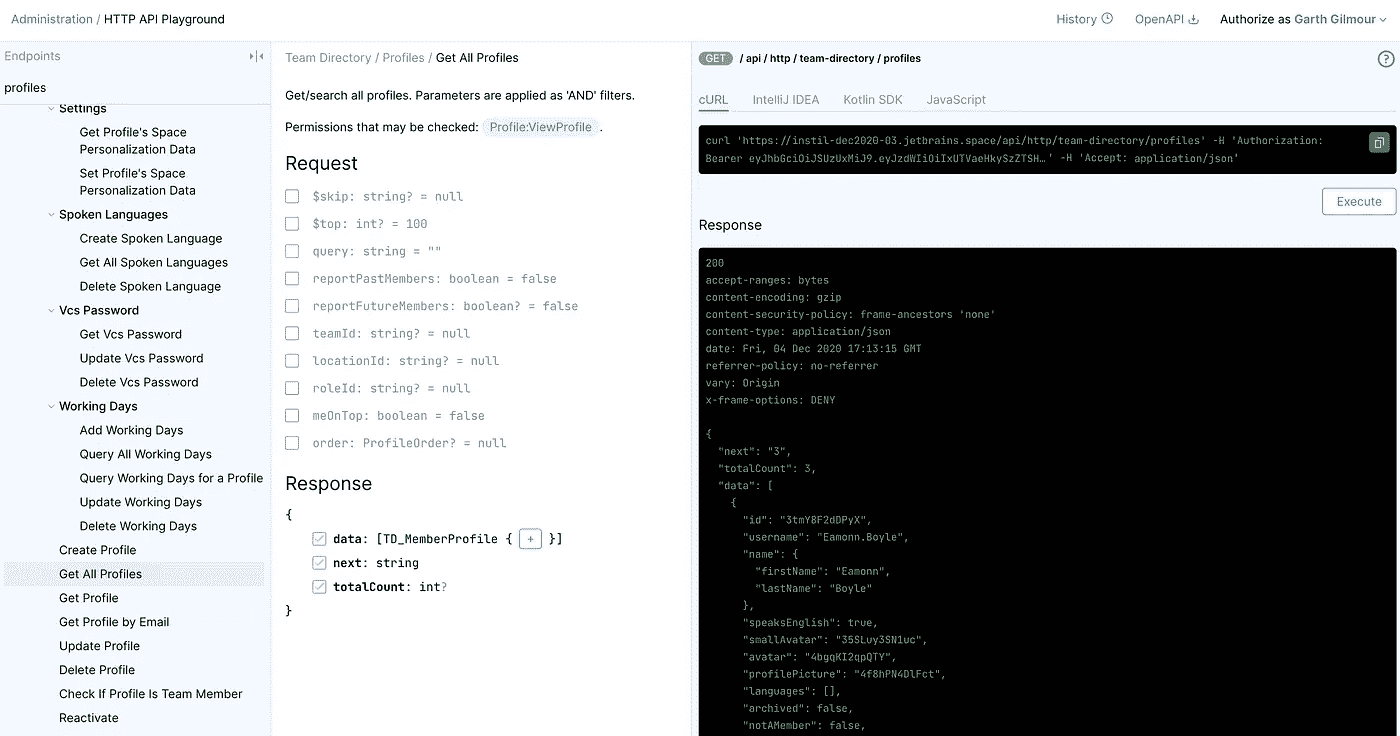 Administration / HTTP API Playground
History
OpenAPI
Authorize as Garth Gilmour
Endpoints
profiles
Settings
Get Profile's Space
Personalization Data
Set Profile's Space
Personalization Data
Spoken Languages
Create Spoken Language
Get All Spoken Languages
Delete Spoken Language
Vcs Password
Get Vcs Password
Update Vcs Password
Delete Vcs Password
Working Days
Add Working Days
Query All Working Days
Query Working Days for a Profile
Update Working Days
Delete Working Days
Create Profile
Get All Profiles
Get Profile
Get Profile by Email
Update Profile
Delete Profile
Check If Profile Is Team Member
Reactivate
Team Directory / Profiles / Get All Profiles
Get/search all profiles. Parameters are applied as 'AND' filters.
Permissions that may be checked: Profile:ViewProfile .
Request
$skip: string? = null
$top: int? = 100
query: string = ""
reportPastMembers: boolean = false
reportFutureMembers: boolean? = false
teamId: string? = null
locationId: string? = null
roleId: string? = null
meOnTop: boolean = false
order: ProfileOrder? = null
Response
{
data: [TD_MemberProfile { + }]
next: string
totalCount: int?
}
GET / api / http / team-directory / profiles
?
cURL
IntelliJ IDEA
Kotlin SDK
JavaScript
curl 'https://instil-dec2020-03.jetbrains.space/api/http/team-directory/profiles' -H 'Authorization:
Bearer eyJhbGciOiJSUzUxMiJ9.eyJzdWIiOiIxUTVaeHkySzZTSH…' -H 'Accept: application/json'
Execute
Response
200
accept-ranges: bytes
content-encoding: gzip
content-security-policy: frame-ancestors 'none'
content-type: application/json
date: Fri, 04 Dec 2020 17:13:15 GMT
referrer-policy: no-referrer
vary: Origin
x-frame-options: DENY
{
"next": "3",
"totalCount": 3,
"data": [
{
"id": "3tmY8F2dDPyX",
"username": "Eamonn.Boyle",
"name": {
"firstName": "Eamonn",
"lastName": "Boyle"
},
"speaksEnglish": true,
"smallAvatar": "35SLuy3SN1uc",
"avatar": "4bgqKI2qpQTY",
"profilePicture": "4f8hPN4DlFct",
"languages": [],
"archived": false,
"notAMember": false,